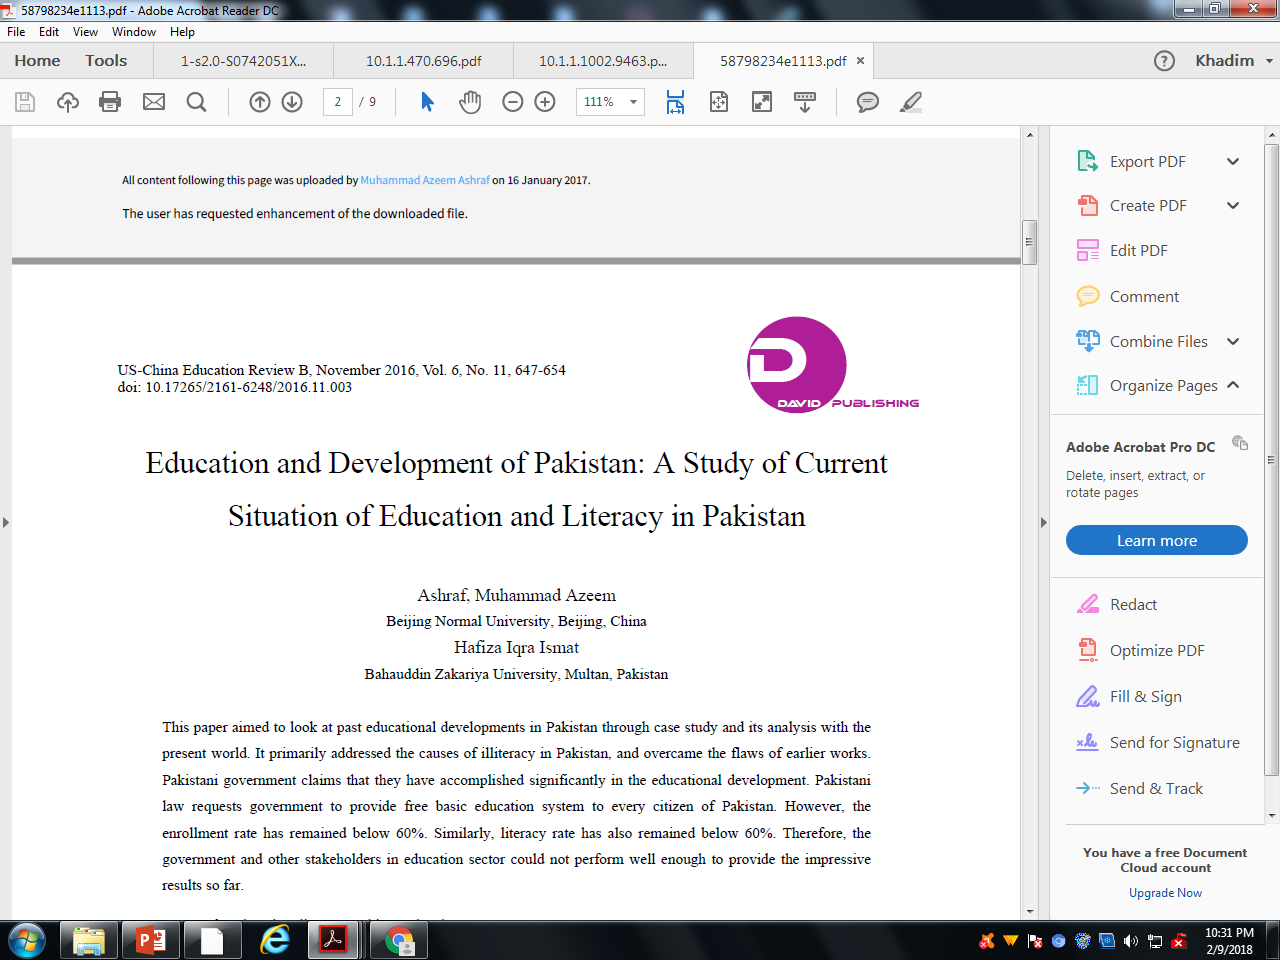 58798234e1113.pdf - Adobe Acrobat Reader DC
File Edit View Window Help
Home Tools 1-s2.0-S0742051X... 10.1.1.470.696.pdf 10.1.1.1002.9463.p... 58798234e1113.pdf × Khadim
2 / 9 111%
All content following this page was uploaded by Muhammad Azeem Ashraf on 16 January 2017.
The user has requested enhancement of the downloaded file.
US-China Education Review B, November 2016, Vol. 6, No. 11, 647-654
doi: 10.17265/2161-6248/2016.11.003
D
DAVID PUBLISHING
Education and Development of Pakistan: A Study of Current
Situation of Education and Literacy in Pakistan
Ashraf, Muhammad Azeem
Beijing Normal University, Beijing, China
Hafiza Iqra Ismat
Bahauddin Zakariya University, Multan, Pakistan
This paper aimed to look at past educational developments in Pakistan through case study and its analysis with the
present world. It primarily addressed the causes of illiteracy in Pakistan, and overcame the flaws of earlier works.
Pakistani government claims that they have accomplished significantly in the educational development. Pakistani
law requests government to provide free basic education system to every citizen of Pakistan. However, the
enrollment rate has remained below 60%. Similarly, literacy rate has also remained below 60%. Therefore, the
government and other stakeholders in education sector could not perform well enough to provide the impressive
results so far.
Export PDF
Create PDF
Edit PDF
Comment
Combine Files
Organize Pages
Adobe Acrobat Pro DC
Delete, insert, extract, or
rotate pages
Learn more
Redact
Optimize PDF
Fill & Sign
Send for Signature
Send & Track
You have a free Document
Cloud account
Upgrade Now
10:31 PM
2/9/2018